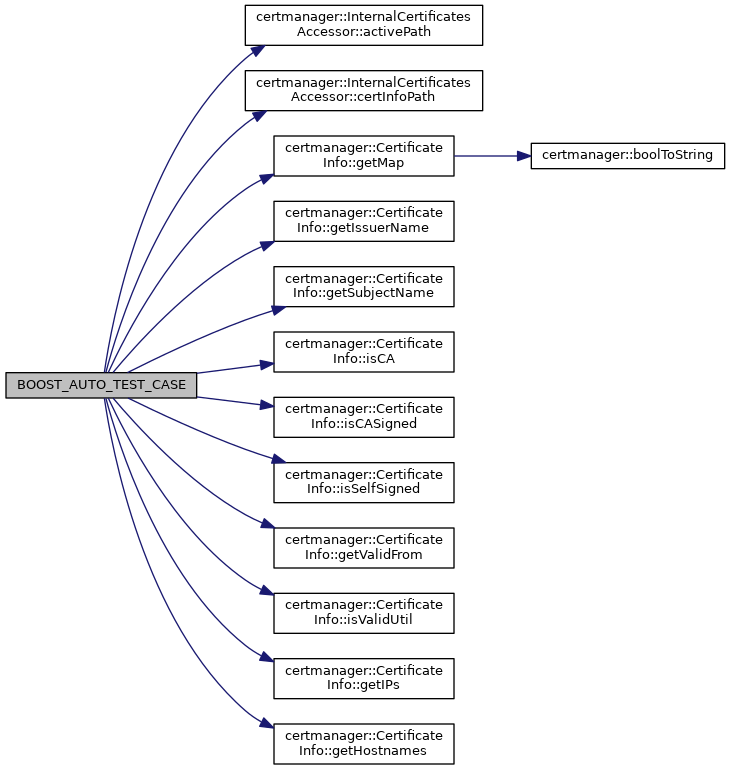 certmanager::InternalCertificates
Accessor::activePath
certmanager::InternalCertificates
Accessor::certInfoPath
certmanager::Certificate
Info::getMap
certmanager::boolToString
certmanager::Certificate
Info::getIssuerName
certmanager::Certificate
Info::getSubjectName
certmanager::Certificate
Info::isCA
BOOST_AUTO_TEST_CASE
certmanager::Certificate
Info::isCASigned
certmanager::Certificate
Info::isSelfSigned
certmanager::Certificate
Info::getValidFrom
certmanager::Certificate
Info::isValidUtil
certmanager::Certificate
Info::getIPs
certmanager::Certificate
Info::getHostnames